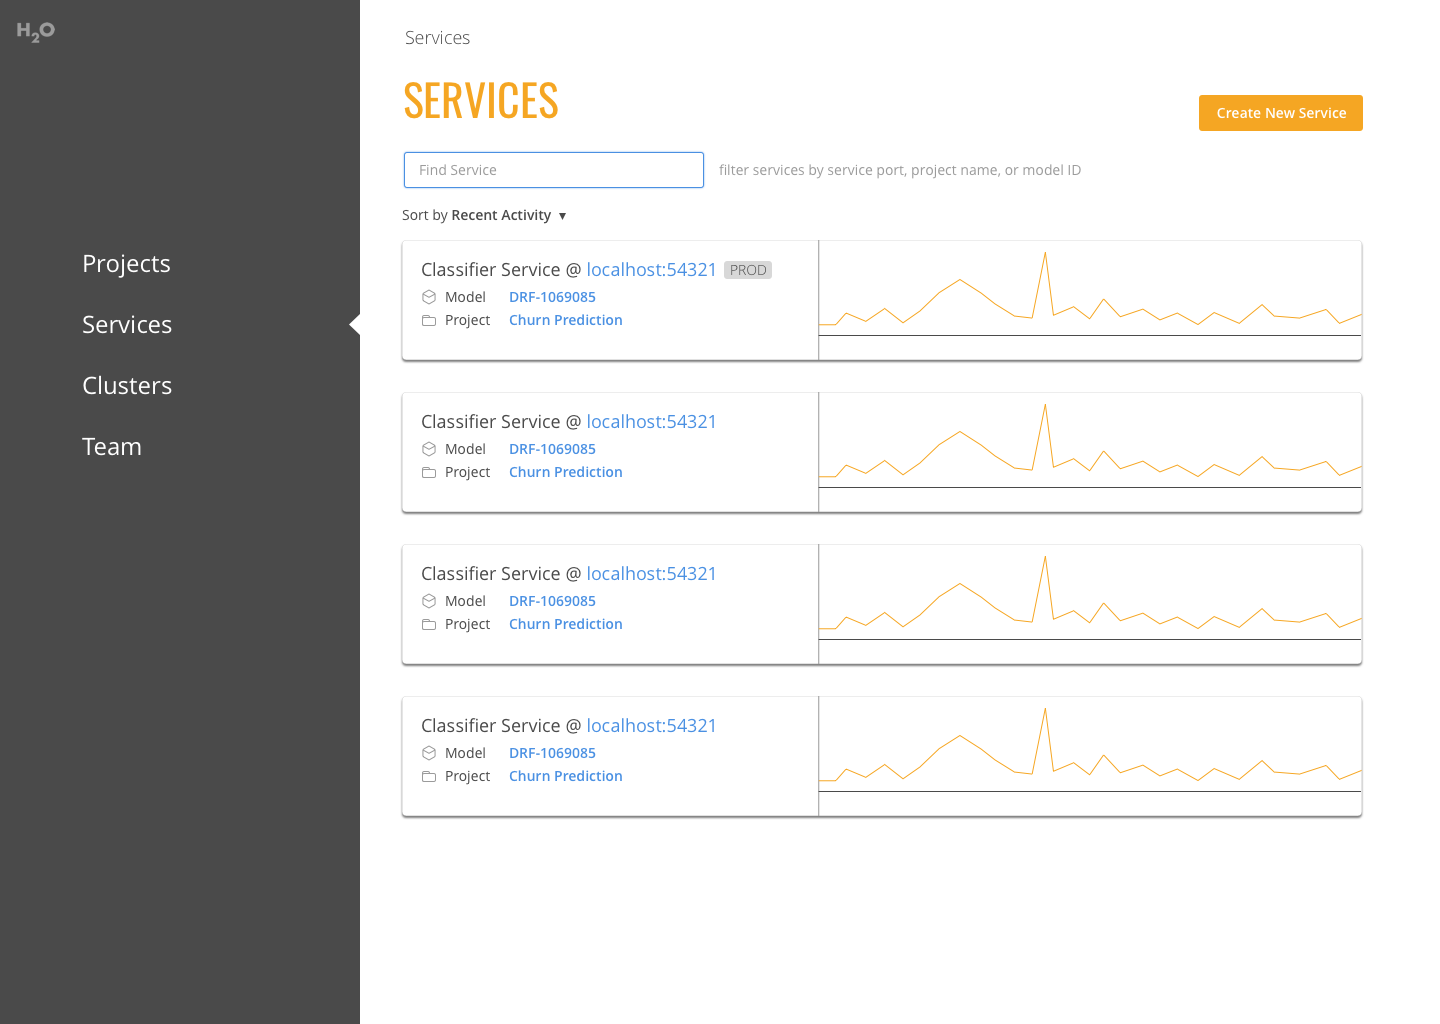 H2O
Projects
Services
Clusters
Team
Services
SERVICES
Create New Service
Find Service
filter services by service port, project name, or model ID
Sort by Recent Activity ▼
Classifier Service @ localhost:54321 PROD
Model DRF-1069085
Project Churn Prediction
Classifier Service @ localhost:54321
Model DRF-1069085
Project Churn Prediction
Classifier Service @ localhost:54321
Model DRF-1069085
Project Churn Prediction
Classifier Service @ localhost:54321
Model DRF-1069085
Project Churn Prediction